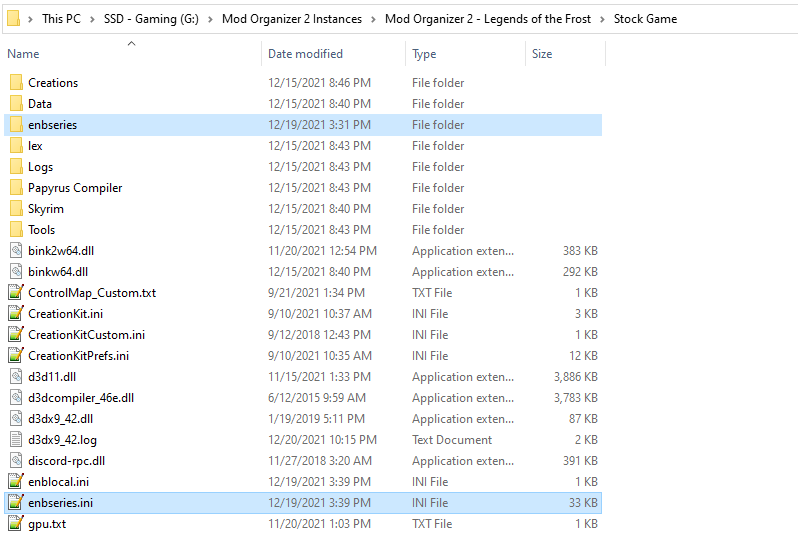 This PC > SSD - Gaming (G:) > Mod Organizer 2 Instances > Mod Organizer 2 - Legends of the Frost > Stock Game
Name Date modified Type Size
Creations 12/15/2021 8:46 PM File folder
Data 12/15/2021 8:40 PM File folder
enbseries 12/19/2021 3:31 PM File folder
lex 12/15/2021 8:43 PM File folder
Logs 12/15/2021 8:43 PM File folder
Papyrus Compiler 12/15/2021 8:43 PM File folder
Skyrim 12/15/2021 8:40 PM File folder
Tools 12/15/2021 8:43 PM File folder
bink2w64.dll 11/20/2021 12:54 PM Application exten... 383 KB
binkw64.dll 12/15/2021 8:40 PM Application exten... 292 KB
ControlMap_Custom.txt 9/21/2021 1:34 PM TXT File 1 KB
CreationKit.ini 9/10/2021 10:37 AM INI File 3 KB
CreationKitCustom.ini 9/12/2018 12:43 PM INI File 1 KB
CreationKitPrefs.ini 9/10/2021 10:35 AM INI File 12 KB
d3d11.dll 11/15/2021 1:33 PM Application exten... 3,886 KB
d3dcompiler_46e.dll 6/12/2015 9:59 AM Application exten... 3,783 KB
d3dx9_42.dll 1/19/2019 5:11 PM Application exten... 87 KB
d3dx9_42.log 12/20/2021 10:15 PM Text Document 2 KB
discord-rpc.dll 11/27/2018 3:20 AM Application exten... 391 KB
enblocal.ini 12/19/2021 3:39 PM INI File 1 KB
enbseries.ini 12/19/2021 3:39 PM INI File 33 KB
gpu.txt 11/20/2021 1:03 PM TXT File 1 KB